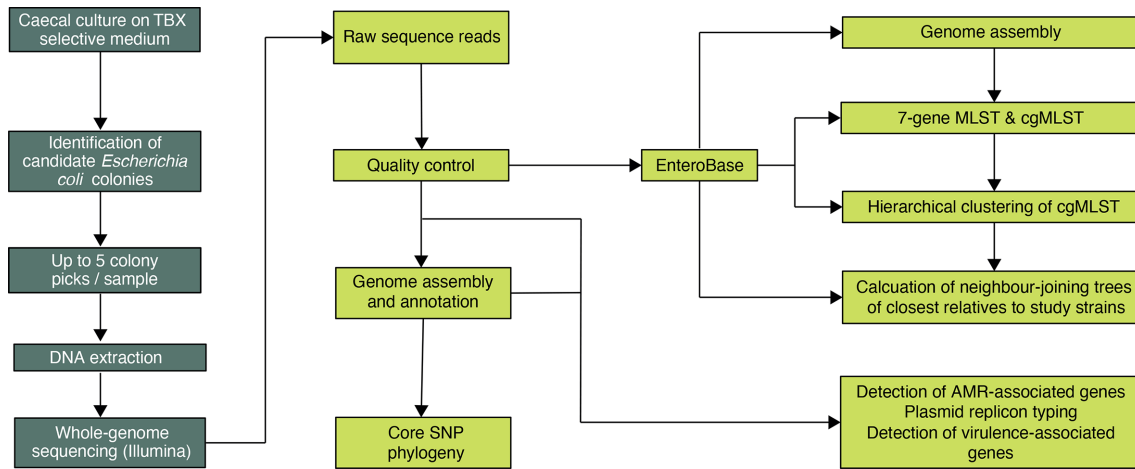 Caecal culture on TBX
selective medium
Identification of
candidate Escherichia
coli colonies
Up to 5 colony
picks / sample
DNA extraction
Whole-genome
sequencing (Illumina)
Raw sequence reads
Quality control
Genome assembly
and annotation
Core SNP
phylogeny
EnteroBase
Genome assembly
7-gene MLST & cgMLST
Hierarchical clustering of cgMLST
Calcuation of neighbour-joining trees
of closest relatives to study strains
Detection of AMR-associated genes
Plasmid replicon typing
Detection of virulence-associated
genes